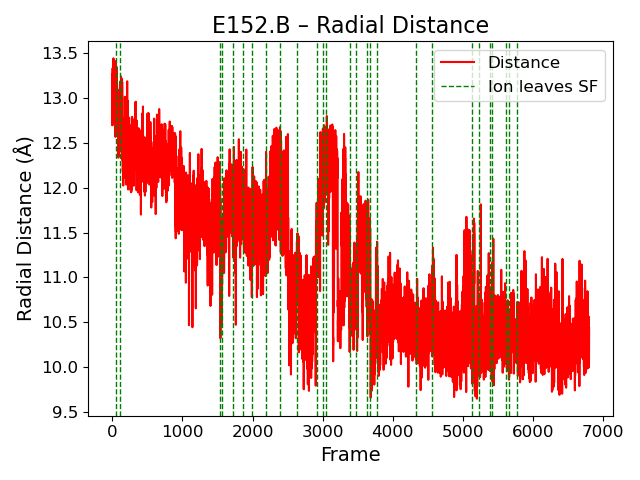 E152.B – Radial Distance
Distance
Ion leaves SF
Radial Distance (Å)
13.5
13.0
12.5
12.0
11.5
11.0
10.5
10.0
9.5
0 1000 2000 3000 4000 5000 6000 7000
Frame